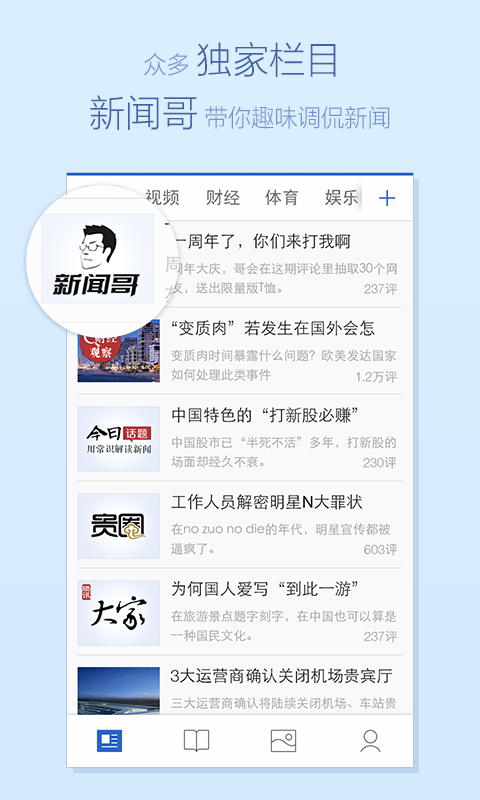 众多 独家栏目
新闻哥 带你趣味调侃新闻
视频 财经 体育 娱乐 +
新闻哥
一周年了，你们来打我啊
周年大庆，哥会在这期评论里抽取30个网
友，送出限量版T恤。 237评
财经
观察
“变质肉”若发生在国外会怎
变质肉时间暴露什么问题？欧美发达国家
如何处理此类事件 1.2万评
今日话题
用常识解读新闻
中国特色的“打新股必赚”
中国股市已“半死不活”多年，打新股的
场面却经久不衰。 230评
贵圈
工作人员解密明星N大罪状
在no zuo no die的年代，明星宣传都被
逼疯了。 603评
腾讯
大家
为何国人爱写“到此一游”
在旅游景点题字刻字，在中国也可以算是
一种国民文化。 237评
3大运营商确认关闭机场贵宾厅
三大运营商确认将陆续关闭机场、车站贵